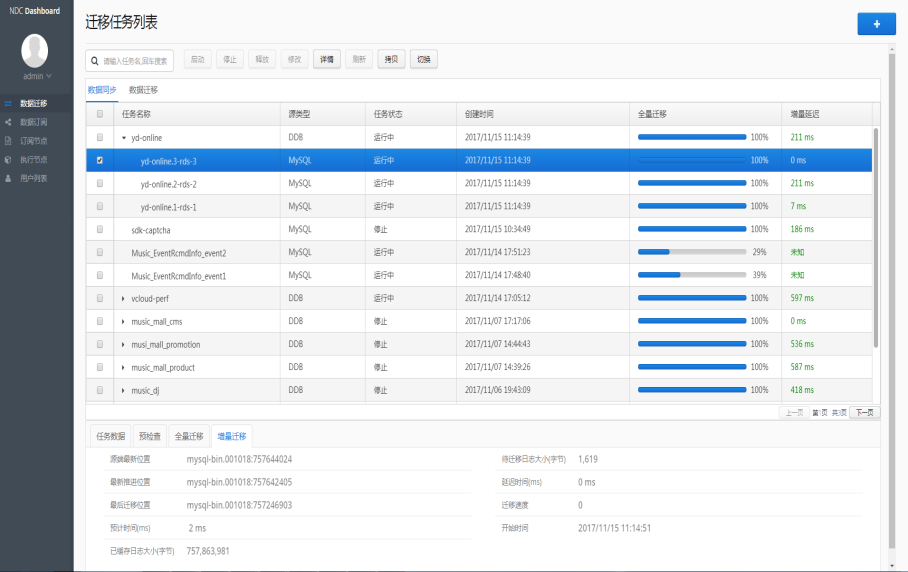 NDC Dashboard
admin
数据迁移
数据订阅
订阅节点
执行节点
用户列表
迁移任务列表
+
请输入任务名,回车搜索
启动 停止 释放 修改 详情 刷新 拷贝 切换
数据同步 数据迁移
任务名称 源类型 任务状态 创建时间 全量迁移 增量延迟
yd-online DDB 运行中 2017/11/15 11:14:39 100% 211 ms
yd-online.3-rds-3 MySQL 运行中 2017/11/15 11:14:39 100% 0 ms
yd-online.2-rds-2 MySQL 运行中 2017/11/15 11:14:39 100% 211 ms
yd-online.1-rds-1 MySQL 运行中 2017/11/15 11:14:39 100% 7 ms
sdk-captcha MySQL 停止 2017/11/15 10:34:49 100% 186 ms
Music_EventRcmdInfo_event2 MySQL 运行中 2017/11/14 17:51:23 29% 未知
Music_EventRcmdInfo_event1 MySQL 运行中 2017/11/14 17:48:40 39% 未知
vcloud-perf DDB 运行中 2017/11/14 17:05:12 100% 597 ms
music_mall_cms DDB 停止 2017/11/07 17:17:06 100% 0 ms
musi_mall_promotion DDB 停止 2017/11/07 14:44:43 100% 536 ms
music_mall_product DDB 停止 2017/11/07 14:39:26 100% 587 ms
music_dj DDB 停止 2017/11/06 19:43:09 100% 418 ms
上一页 第1页 共3页 下一页
任务数据 预检查 全量迁移 增量迁移
源端最新位置 mysql-bin.001018:757644024 待迁移日志大小(字节) 1,619
最新推进位置 mysql-bin.001018:757642405 延迟时间(ms) 0 ms
最后迁移位置 mysql-bin.001018:757246903 迁移速度 0
预计时间(ms) 2 ms 开始时间 2017/11/15 11:14:51
已缓存日志大小(字节) 757,863,981